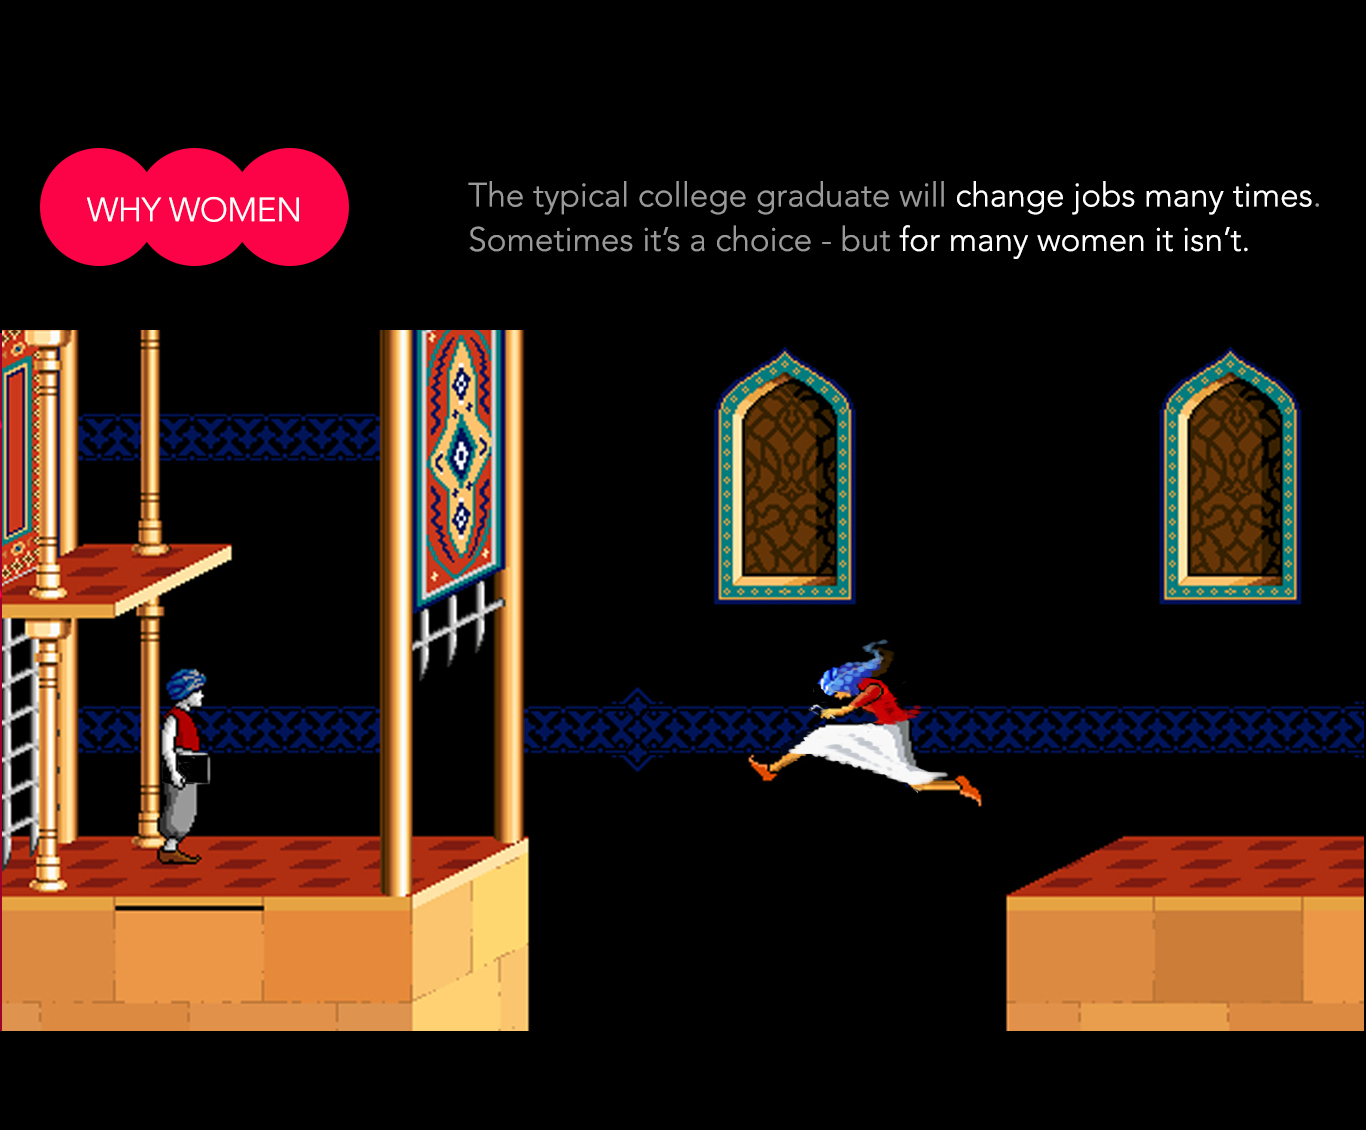 WHY WOMEN
The typical college graduate will change jobs many times.
Sometimes it’s a choice - but for many women it isn’t.